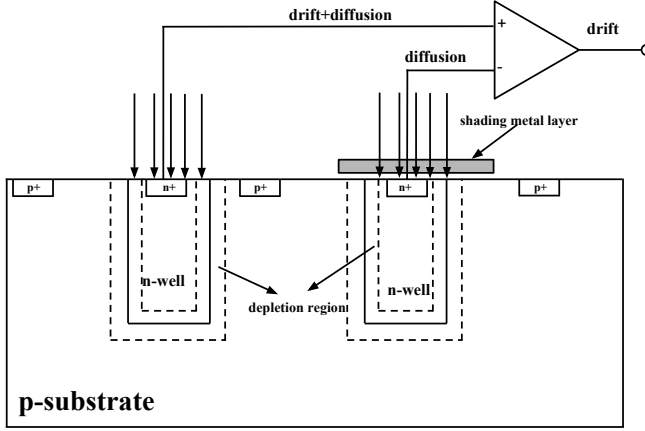 drift+diffusion
drift
+
diffusion
-
shading metal layer
p+
n+
p+
n+
p+
n-well
n-well
depletion region
p-substrate